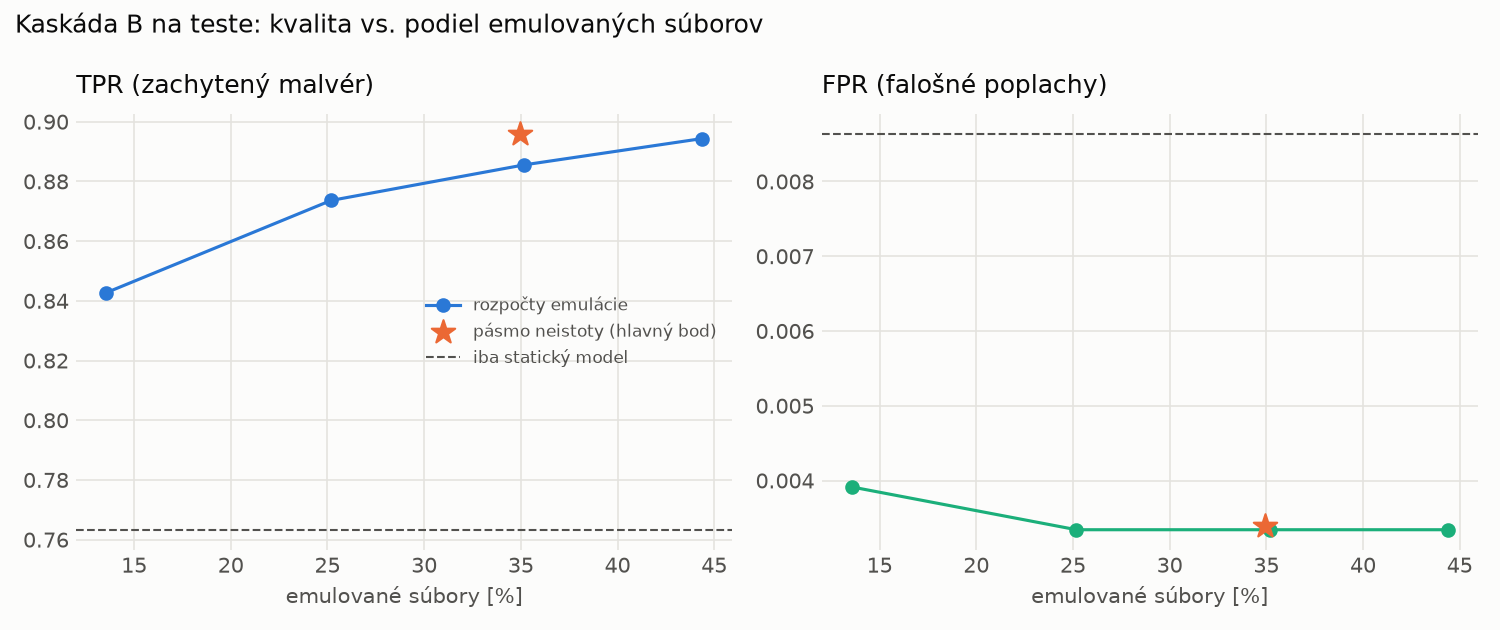 Kaskáda B na teste: kvalita vs. podiel emulovaných súborov
TPR (zachytený malvér)
0.90
0.88
0.86
0.84
0.82
0.80
0.78
0.76
rozpočty emulácie
pásmo neistoty (hlavný bod)
iba statický model
15 20 25 30 35 40 45
emulované súbory [%]
FPR (falošné poplachy)
0.008
0.007
0.006
0.005
0.004
15 20 25 30 35 40 45
emulované súbory [%]